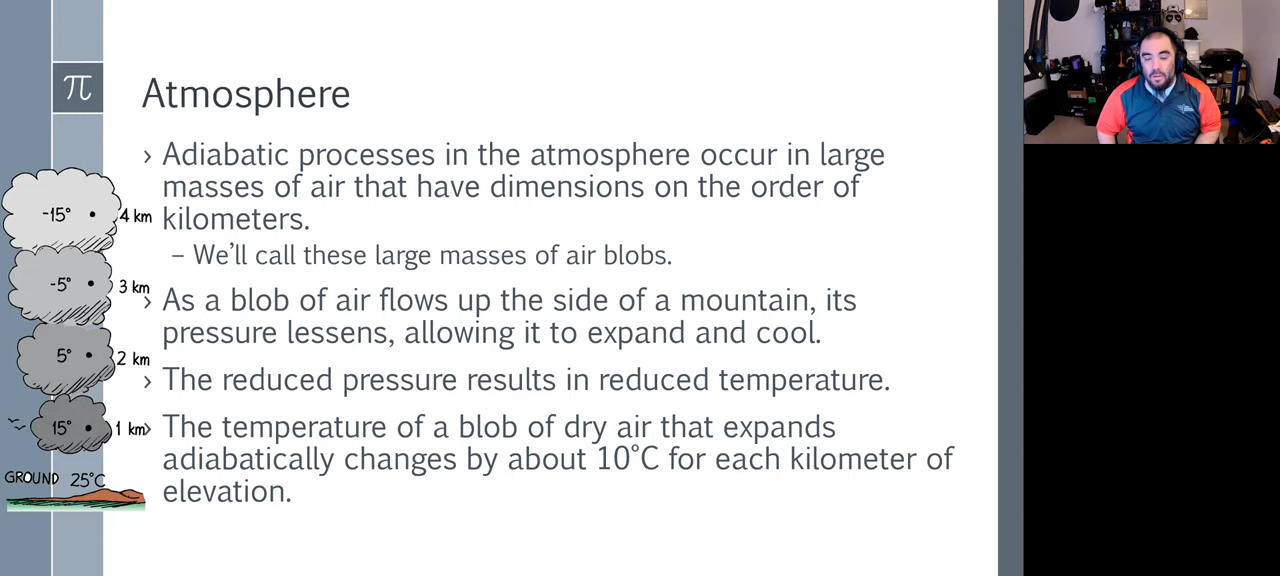 π
Atmosphere
› Adiabatic processes in the atmosphere occur in large
masses of air that have dimensions on the order of
kilometers.
– We’ll call these large masses of air blobs.
› As a blob of air flows up the side of a mountain, its
pressure lessens, allowing it to expand and cool.
› The reduced pressure results in reduced temperature.
› The temperature of a blob of dry air that expands
adiabatically changes by about 10°C for each kilometer of
elevation.
-15° 4 km
-5° 3 km
5° 2 km
15° 1 km
GROUND 25°C